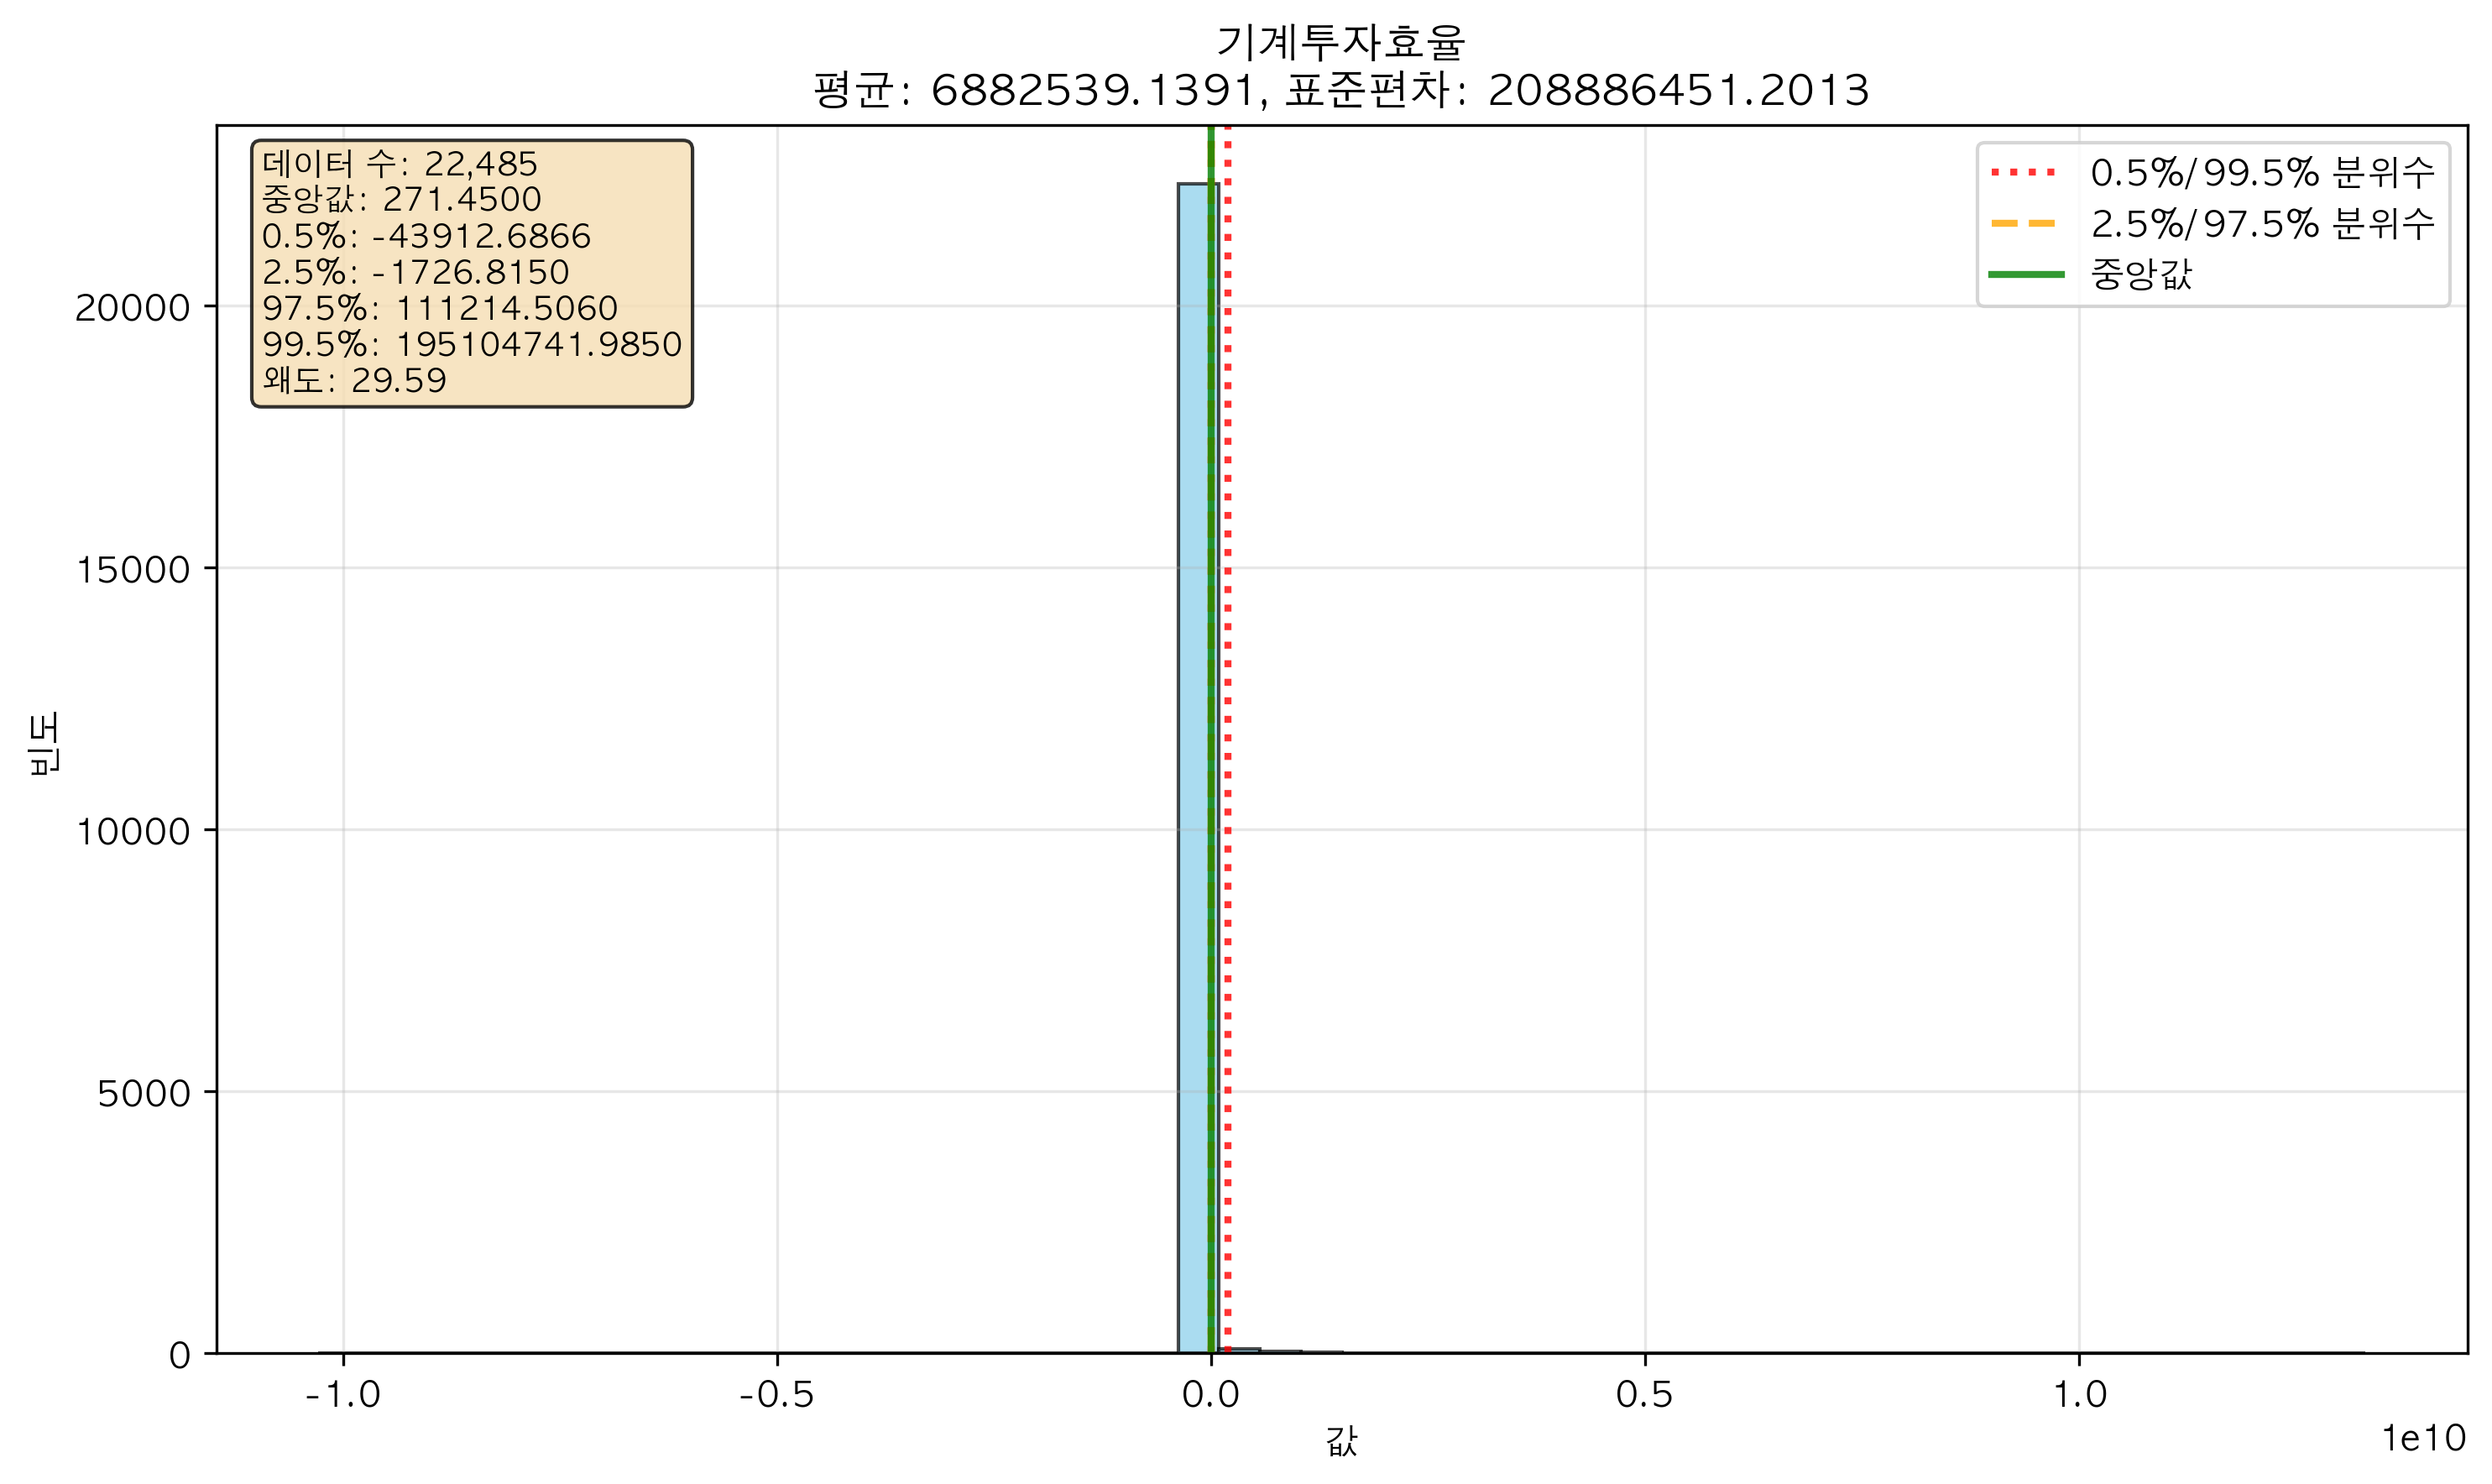 기계투자효율
평균: 6882539.1391, 표준편차: 208886451.2013
데이터 수: 22,485
중앙값: 271.4500
0.5%: -43912.6866
2.5%: -1726.8150
97.5%: 111214.5060
99.5%: 195104741.9850
왜도: 29.59
0.5%/99.5% 분위수
2.5%/97.5% 분위수
중앙값
빈도
20000
15000
10000
5000
0
-1.0
-0.5
0.0
0.5
1.0
1e10
값